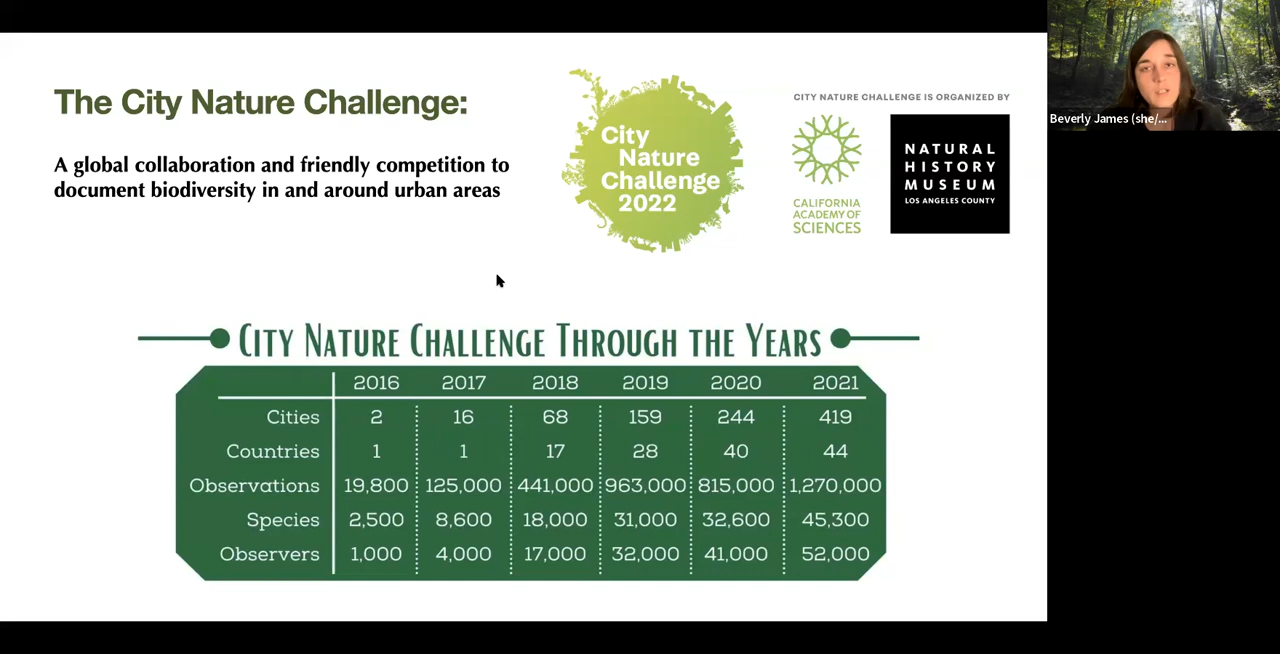 The City Nature Challenge:
A global collaboration and friendly competition to
document biodiversity in and around urban areas
City
Nature
Challenge
2022
CITY NATURE CHALLENGE IS ORGANIZED BY
CALIFORNIA
ACADEMY OF
SCIENCES
NATURAL
HISTORY
MUSEUM
LOS ANGELES COUNTY
Beverly James (she/...
CITY NATURE CHALLENGE THROUGH THE YEARS
2016 2017 2018 2019 2020 2021
Cities 2 16 68 159 244 419
Countries 1 1 17 28 40 44
Observations 19,800 125,000 441,000 963,000 815,000 1,270,000
Species 2,500 8,600 18,000 31,000 32,600 45,300
Observers 1,000 4,000 17,000 32,000 41,000 52,000